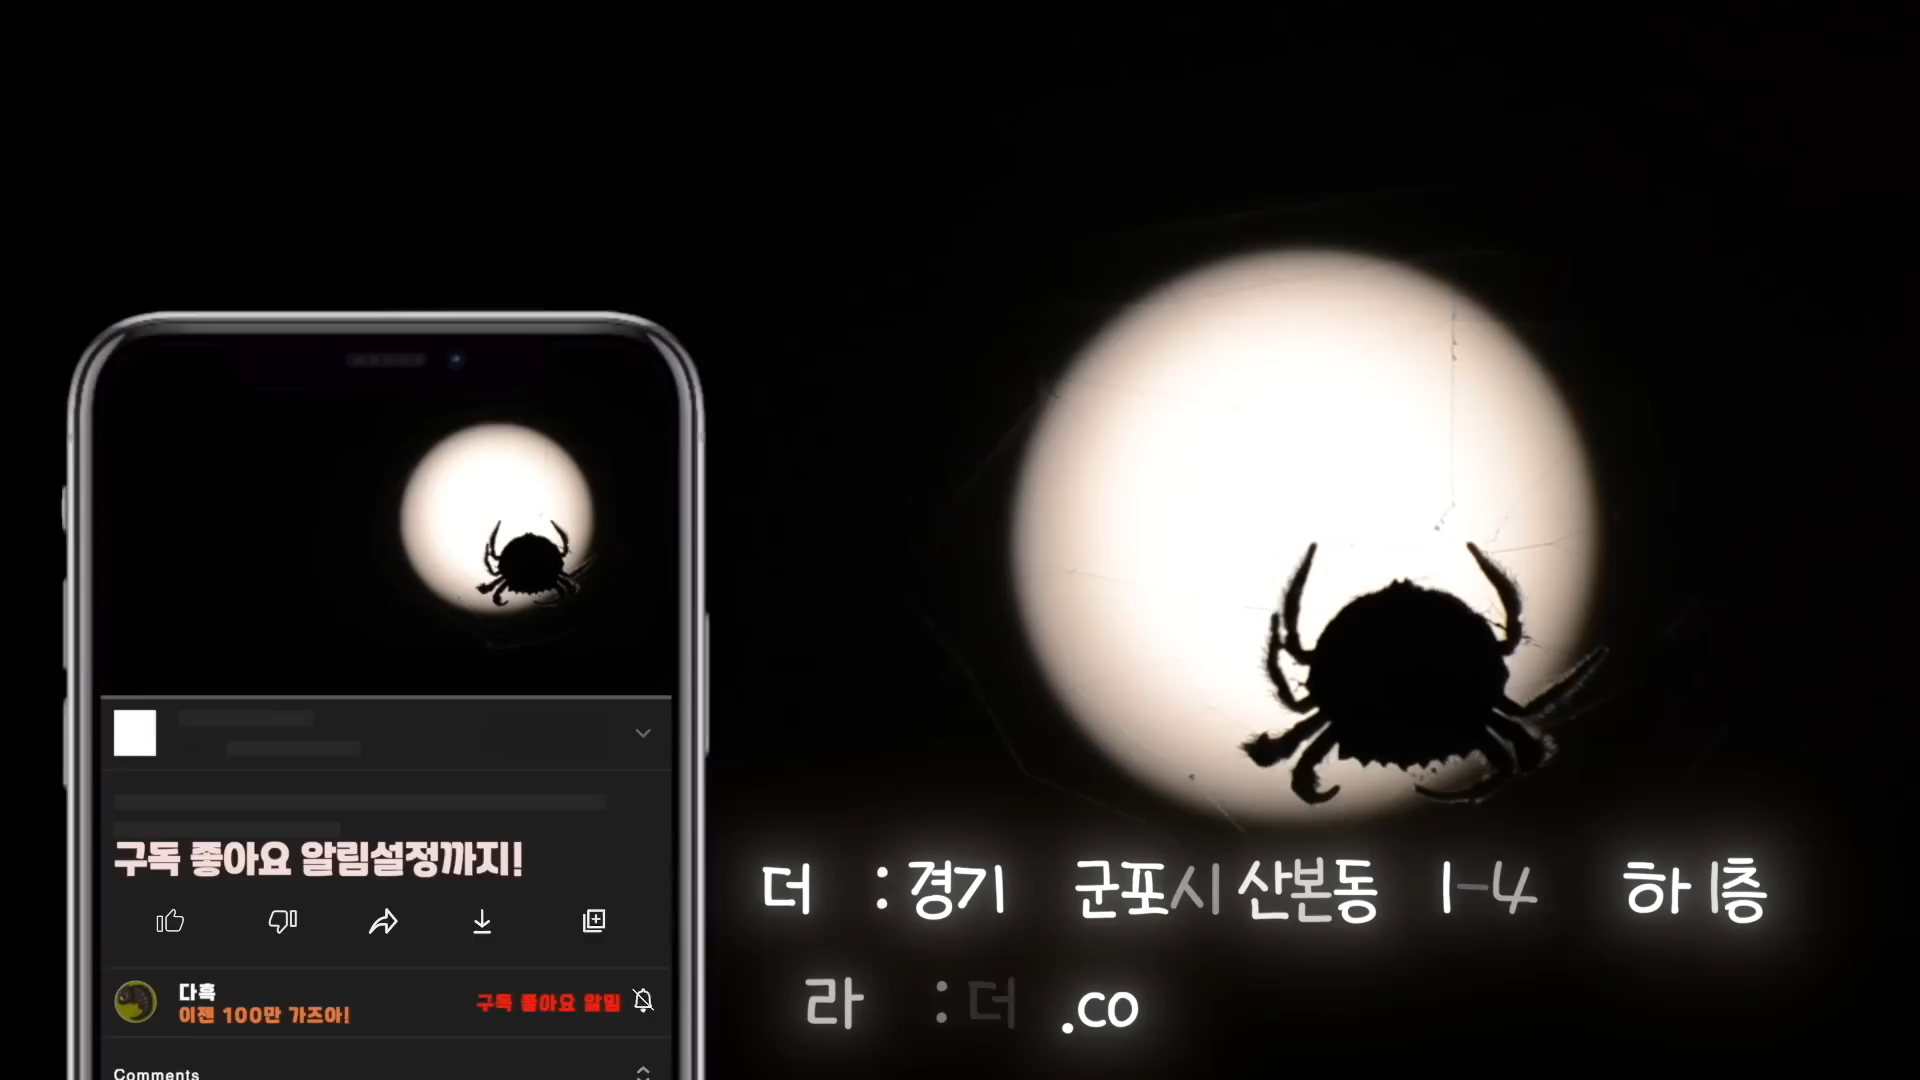 구독 좋아요 알림설정까지!
다흑
이젠 100만 가즈아!
구독 좋아요 알림
Comments
더 : 경기 군포시 산본동 1-4 하 1층
라 : 더 .co